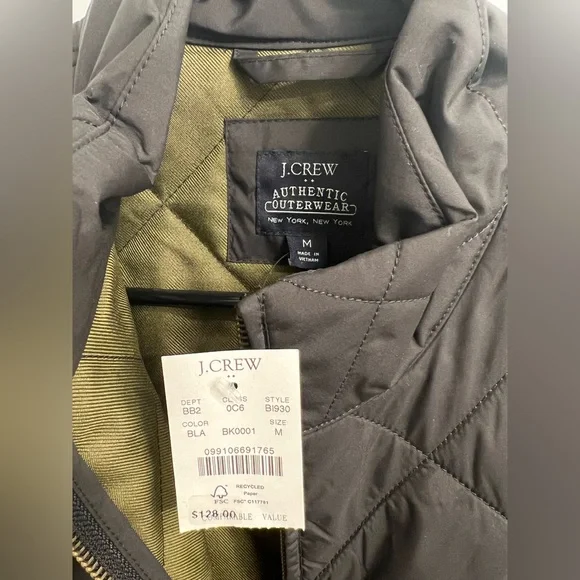 J.CREW
AUTHENTIC
OUTERWEAR
NEW YORK, NEW YORK
M
MADE IN
VIETNAM
J.CREW
DEPT CLASS STYLE
BB2 0C6 BI930
COLOR SIZE
BLA BK0001 M
099106691765
FSC
RECYCLED
Paper
$128.00
COMPARABLE VALUE